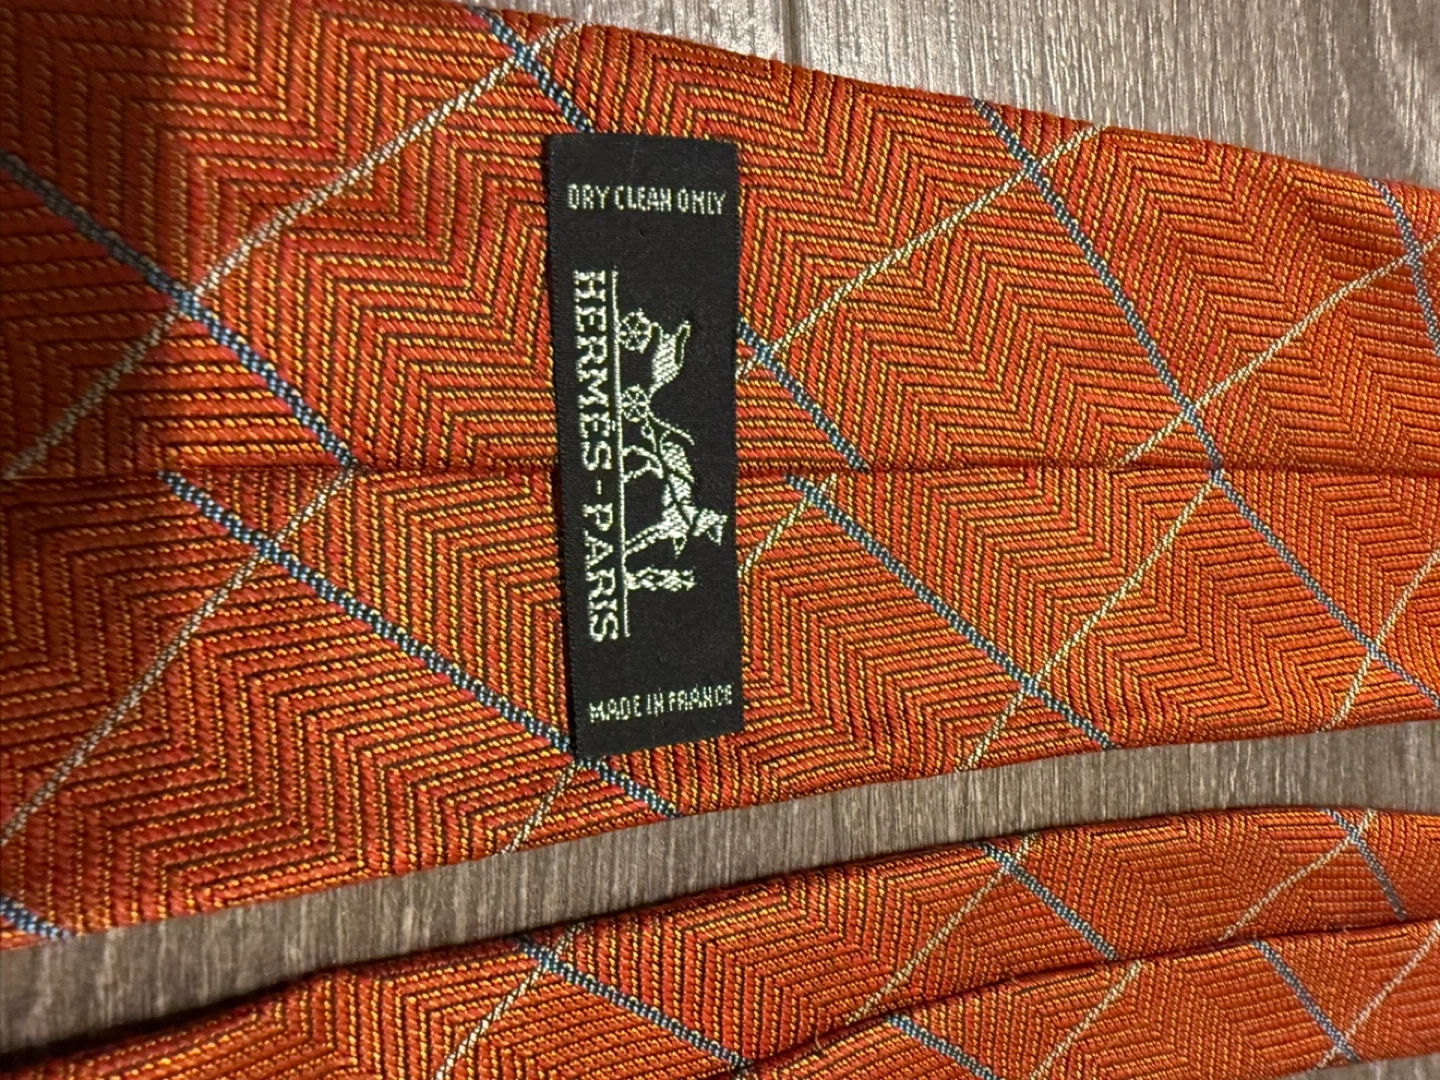 DRY CLEAN ONLY
HERMÈS-PARIS
MADE IN FRANCE